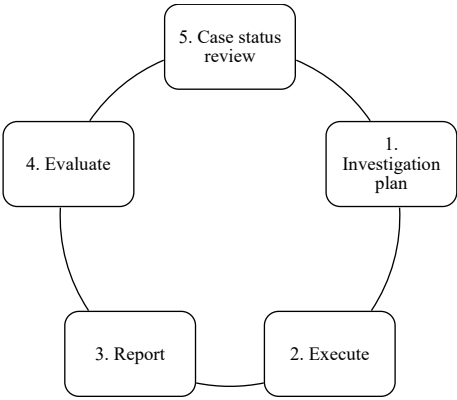 5. Case status
review
1.
Investigation
plan
2. Execute
3. Report
4. Evaluate